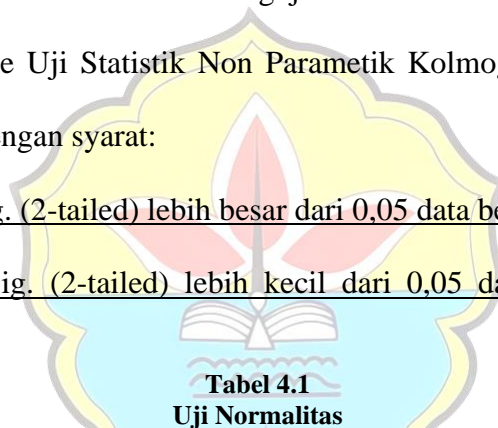 e Uji Statistik Non Parametik Kolmog
engan syarat:
g. (2-tailed) lebih besar dari 0,05 data be
ig. (2-tailed) lebih kecil dari 0,05 da
Tabel 4.1
Uji Normalitas